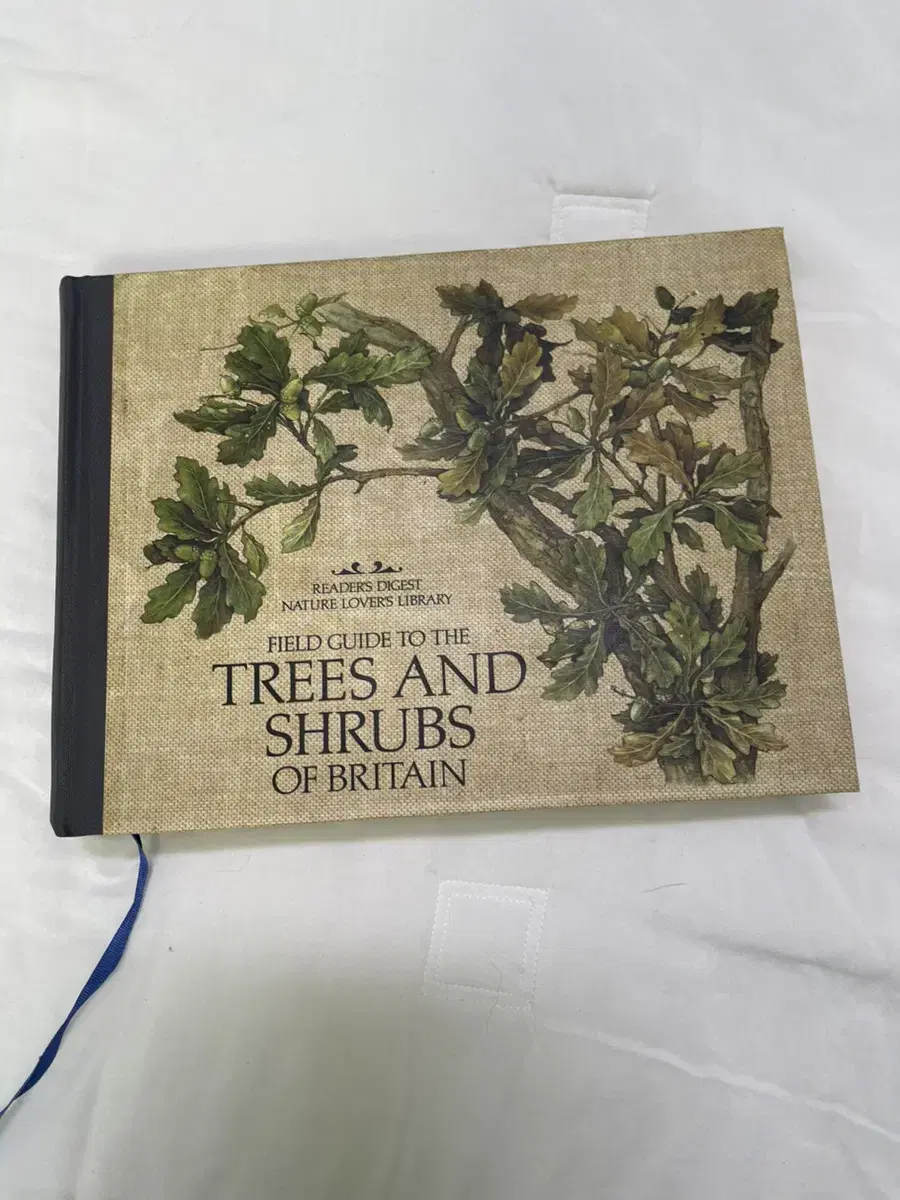 READER'S DIGEST
NATURE LOVER'S LIBRARY
FIELD GUIDE TO THE
TREES AND
SHRUBS
OF BRITAIN